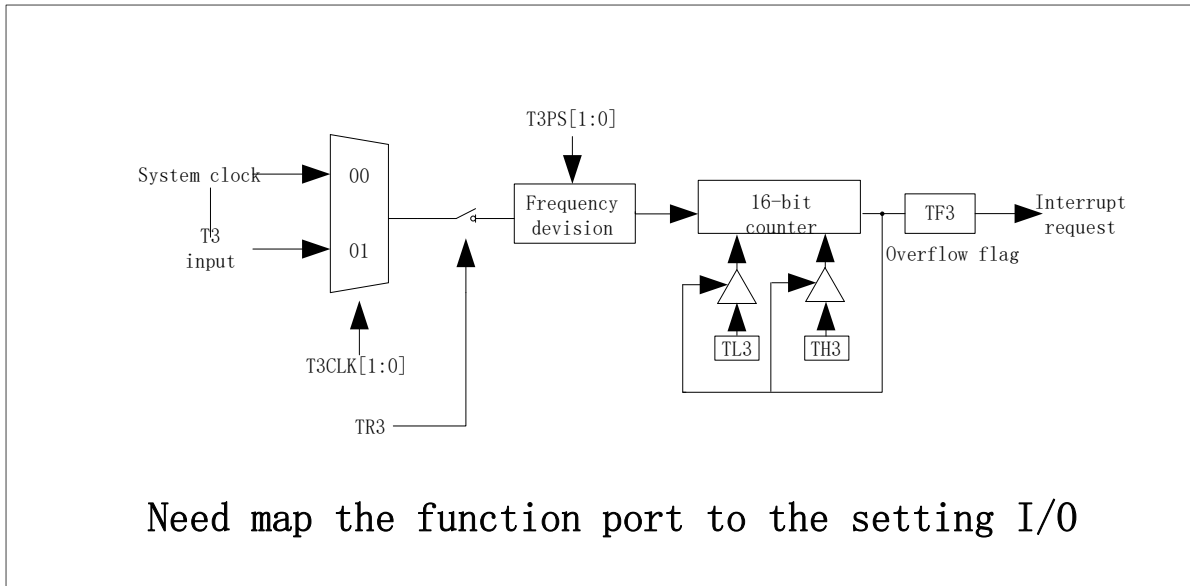 T3PS[1:0]
System clock
00
T3
input
01
Frequency
devision
16-bit
counter
TF3
Interrupt
request
Overflow flag
TL3
TH3
T3CLK[1:0]
TR3
Need map the function port to the setting I/O